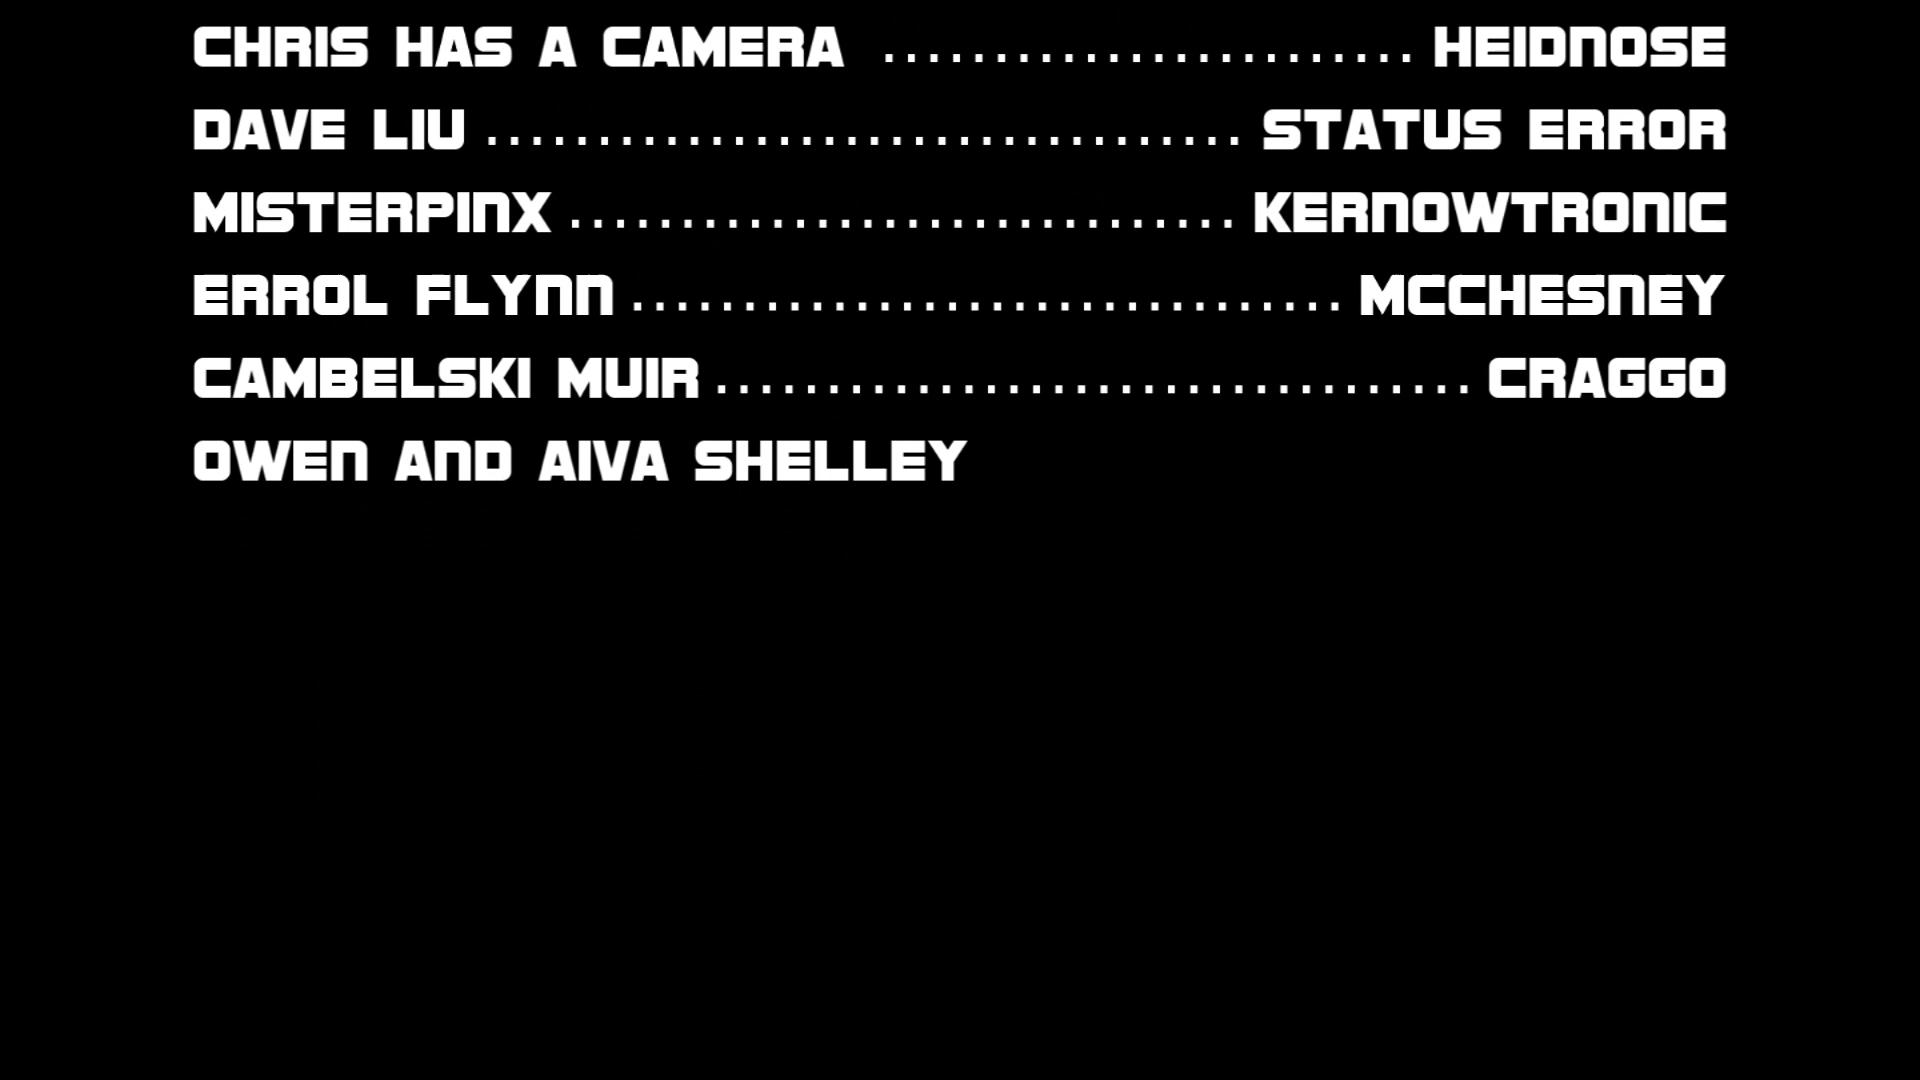 CHRIS HAS A CAMERA ........................ HEIDNOSE
DAVE LIU .................................. STATUS ERROR
MISTERPINX .............................. KERNOWTRONIC
ERROL FLYNN ................................ MCCHESNEY
CAMBELSKI MUIR .................................. CRAGGO
OWEN AND AIVA SHELLEY